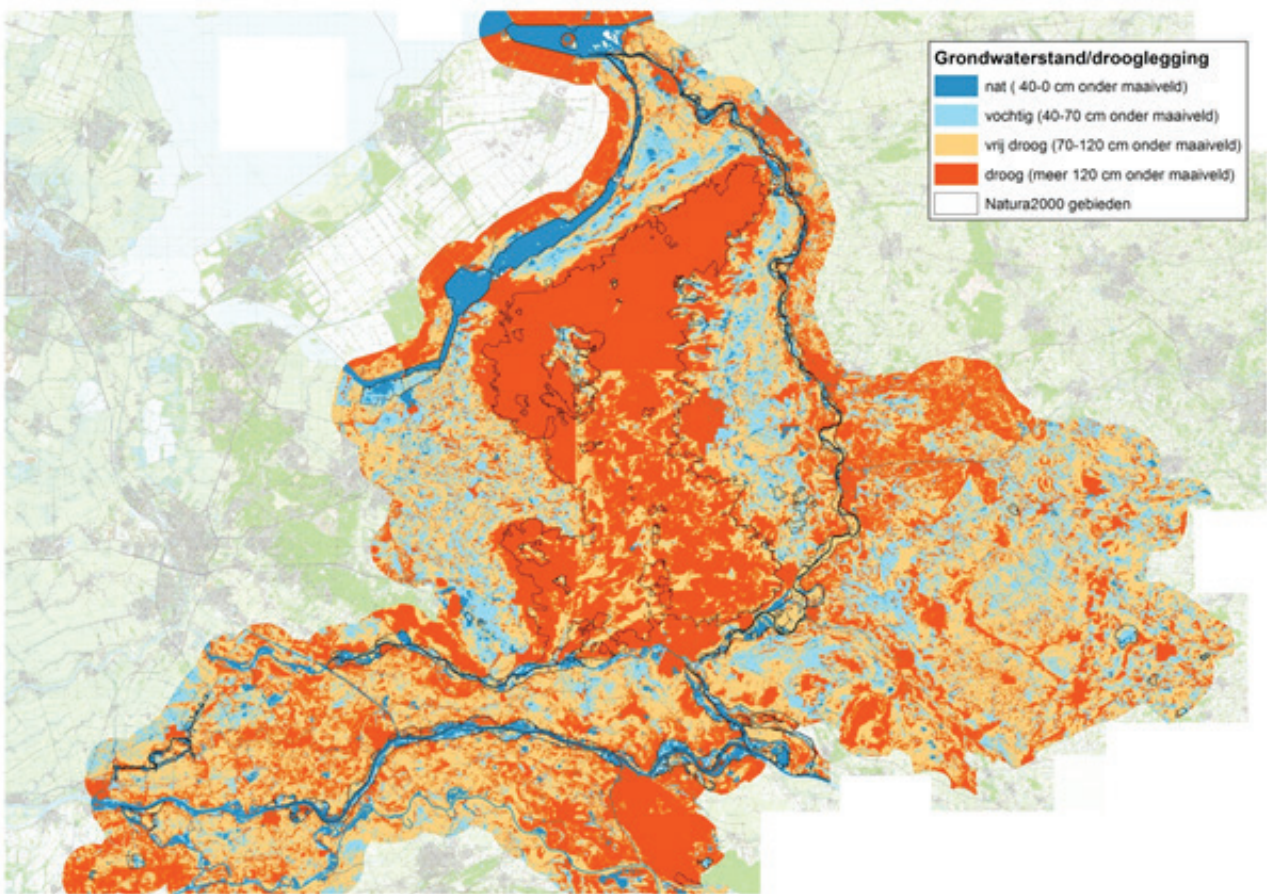 Grondwaterstand/drooglegging
nat ( 40-0 cm onder maaiveld)
vochtig (40-70 cm onder maaiveld)
vrij droog (70-120 cm onder maaiveld)
droog (meer 120 cm onder maaiveld)
Natura2000 gebieden